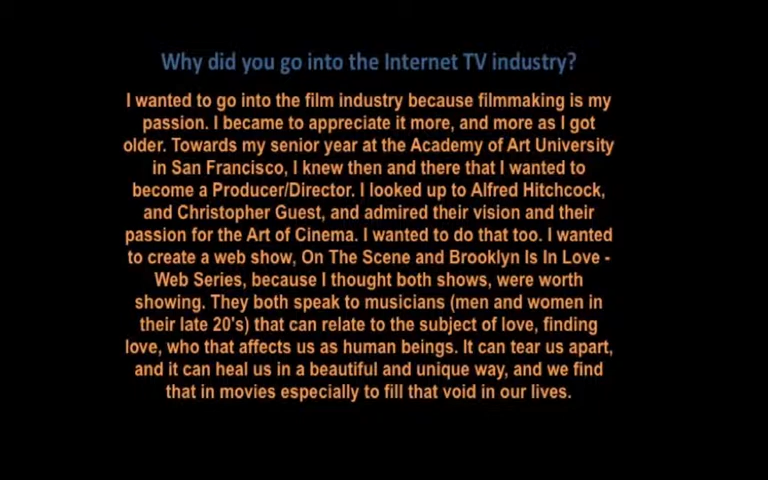 Why did you go into the Internet TV industry?
I wanted to go into the film industry because filmmaking is my
passion. I became to appreciate it more, and more as I got
older. Towards my senior year at the Academy of Art University
in San Francisco, I knew then and there that I wanted to
become a Producer/Director. I looked up to Alfred Hitchcock,
and Christopher Guest, and admired their vision and their
passion for the Art of Cinema. I wanted to do that too. I wanted
to create a web show, On The Scene and Brooklyn Is In Love -
Web Series, because I thought both shows, were worth
showing. They both speak to musicians (men and women in
their late 20's) that can relate to the subject of love, finding
love, who that affects us as human beings. It can tear us apart,
and it can heal us in a beautiful and unique way, and we find
that in movies especially to fill that void in our lives.